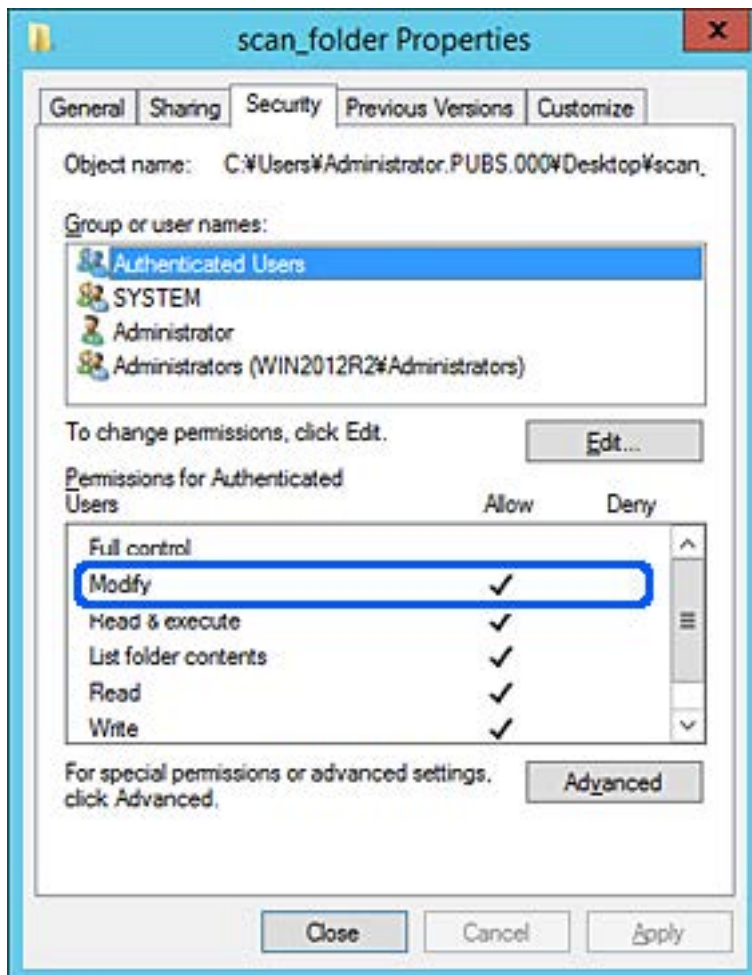 scan_folder Properties
x
General Sharing Security Previous Versions Customize
Object name: C:¥Users¥Administrator.PUBS.000¥Desktop¥scan_
Group or user names:
Authenticated Users
SYSTEM
Administrator
Administrators (WIN2012R2¥Administrators)
To change permissions, click Edit.
Edit...
Permissions for Authenticated
Users Allow Deny
Full control
Modify
Read & execute
List folder contents
Read
Write
For special permissions or advanced settings,
click Advanced.
Advanced
Close Cancel Apply